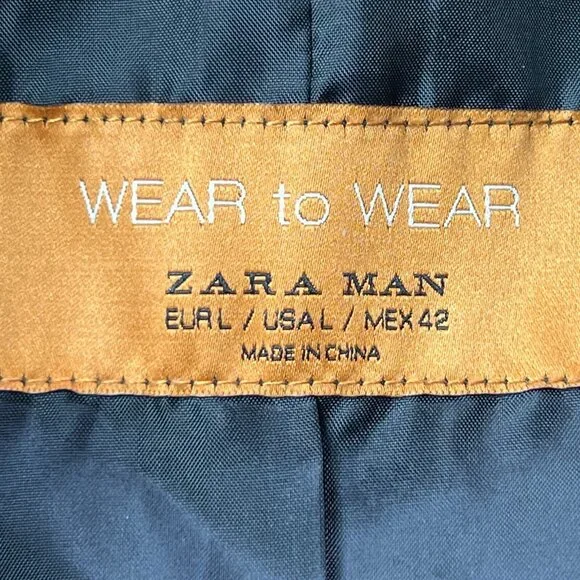 WEAR to WEAR
ZARA MAN
EUR L / USA L / MEX 42
MADE IN CHINA